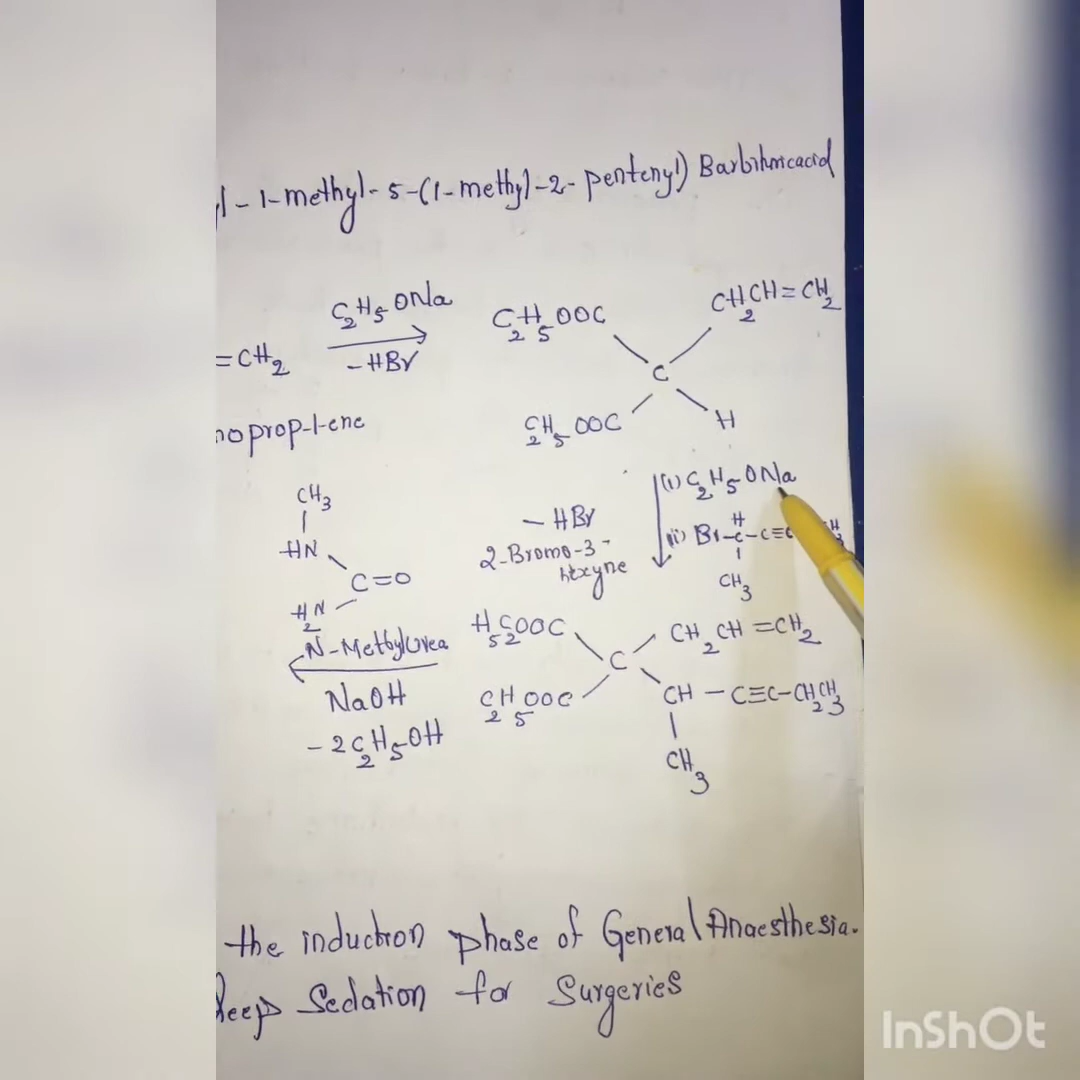 l-1-methyl-5-(1-methyl-2-pentenyl) Barbituricacid
C2H5ONa
=CH2
-HBr
C2H5OOC
CH2CH=CH2
C
C2H5OOC
H
noprop-1-ene
(i) C2H5ONa
CH3
HN
C=O
H2N
-HBr
2-Bromo-3-
hexyne
(ii) Br-C-C≡C
H
H
CH3
N-MethylUrea
NaOH
-2C2H5OH
H5C2OOC
CH2CH=CH2
C
C2H5OOC
CH-C≡C-CH2CH3
CH3
the induction phase of General Anaesthesia.
deep Sedation for Surgeries
InShOt